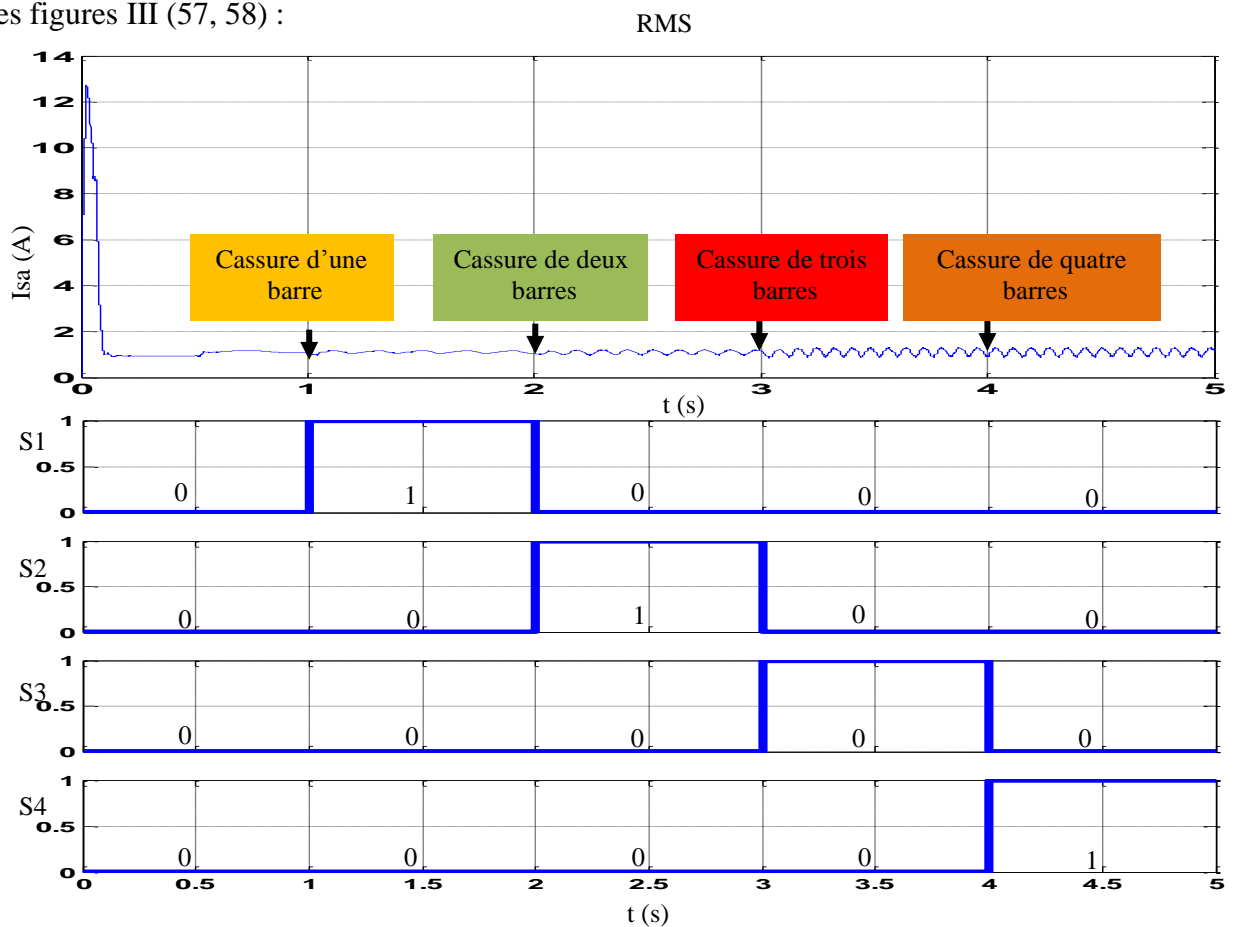 es figures III (57, 58) :
RMS
14
12
10
8
6
4
2
0
Isa (A)
Cassure d'une
barre
Cassure de deux
barres
Cassure de trois
barres
Cassure de quatre
barres
0 1 2 3 4 5
t (s)
S1
1
0.5
0
0 1 0 0 0
S2
1
0.5
0
0 0 1 0 0
S3
1
0.5
0
0 0 0 0 0
S4
1
0.5
0
0 0 0 0 1
0 0.5 1 1.5 2 2.5 3 3.5 4 4.5 5
t (s)